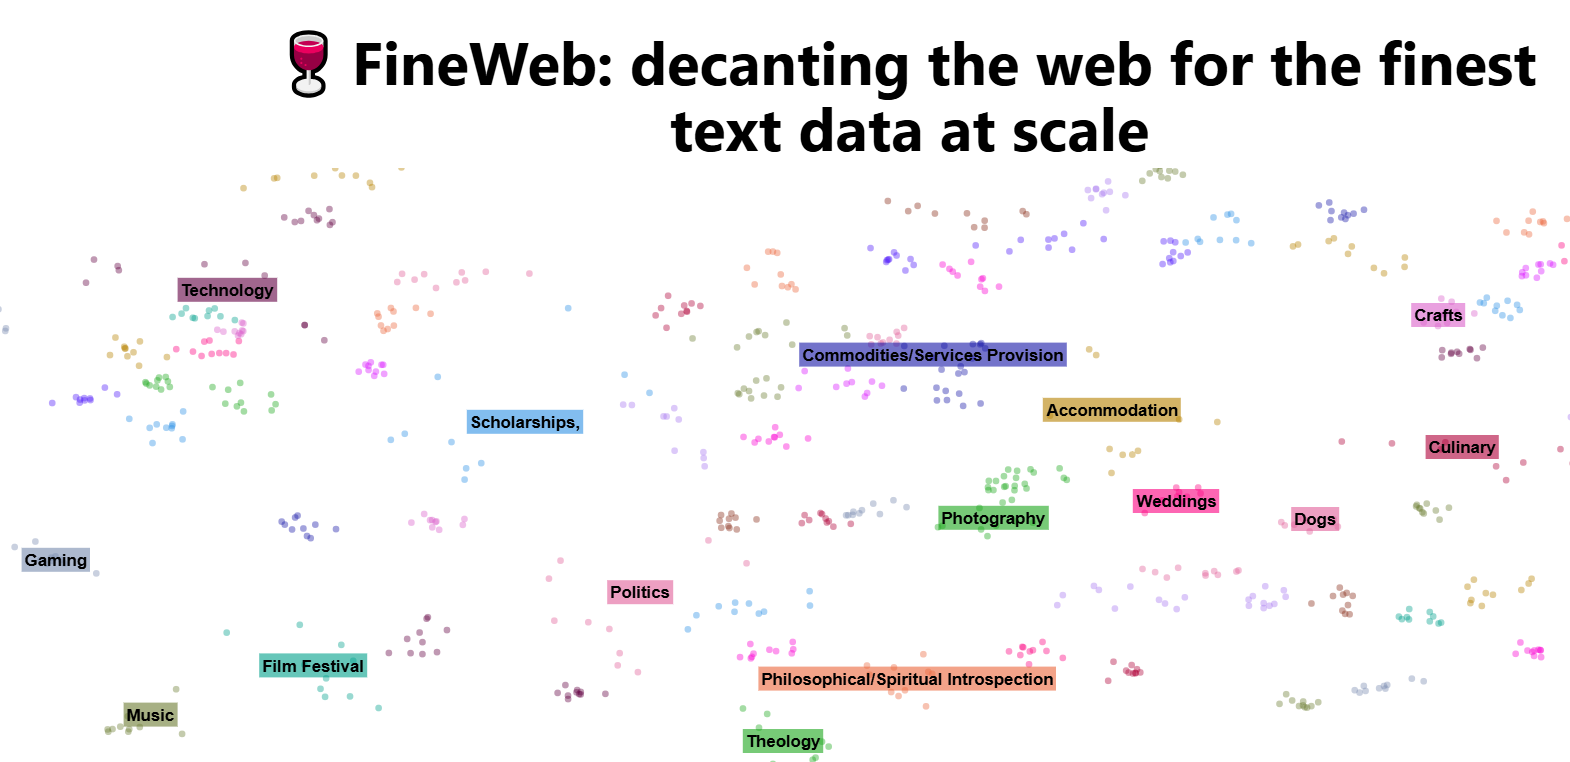 FineWeb: decanting the web for the finest
text data at scale
Technology
Crafts
Commodities/Services Provision
Accommodation
Scholarships,
Culinary
Weddings
Photography
Dogs
Gaming
Politics
Film Festival
Philosophical/Spiritual Introspection
Music
Theology